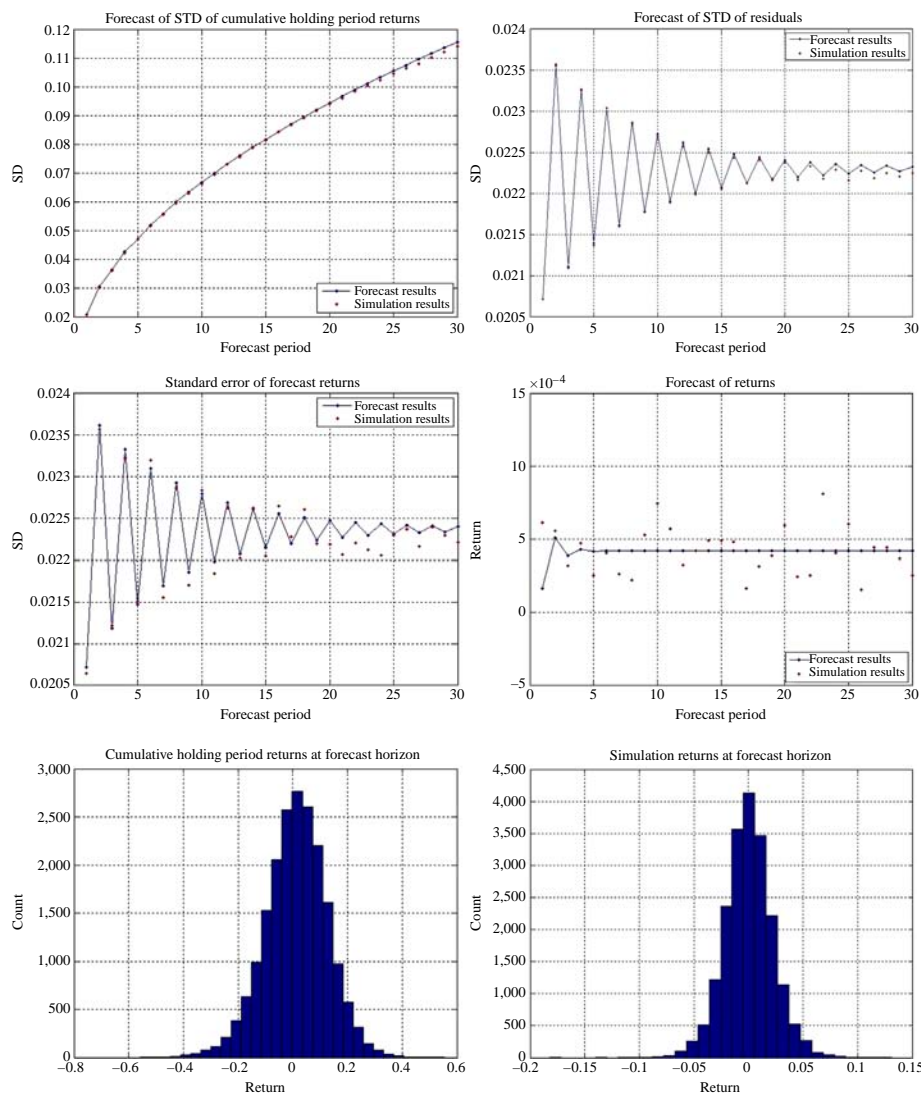 Forecast of STD of cumulative holding period returns
0.12
0.11
0.10
0.09
0.08
0.07
0.06
0.05
0.04
0.03
0.02
SD
0 5 10 15 20 25 30
Forecast period
Forecast results
Simulation results
Forecast of STD of residuals
0.024
0.0235
0.023
0.0225
0.022
0.0215
0.021
0.0205
SD
0 5 10 15 20 25 30
Forecast period
Forecast results
Simulation results
Standard error of forecast returns
0.024
0.0235
0.023
0.0225
0.022
0.0215
0.021
0.0205
SD
0 5 10 15 20 25 30
Forecast period
Forecast results
Simulation results
Forecast of returns
×10⁻⁴
15
10
5
0
−5
Return
0 5 10 15 20 25 30
Forecast period
Forecast results
Simulation results
Cumulative holding period returns at forecast horizon
3,000
2,500
2,000
1,500
1,000
500
0
Count
−0.8 −0.6 −0.4 −0.2 0 0.2 0.4 0.6
Return
Simulation returns at forecast horizon
4,500
4,000
3,500
3,000
2,500
2,000
1,500
1,000
500
0
Count
−0.2 −0.15 −0.1 −0.05 0 0.05 0.1 0.15
Return